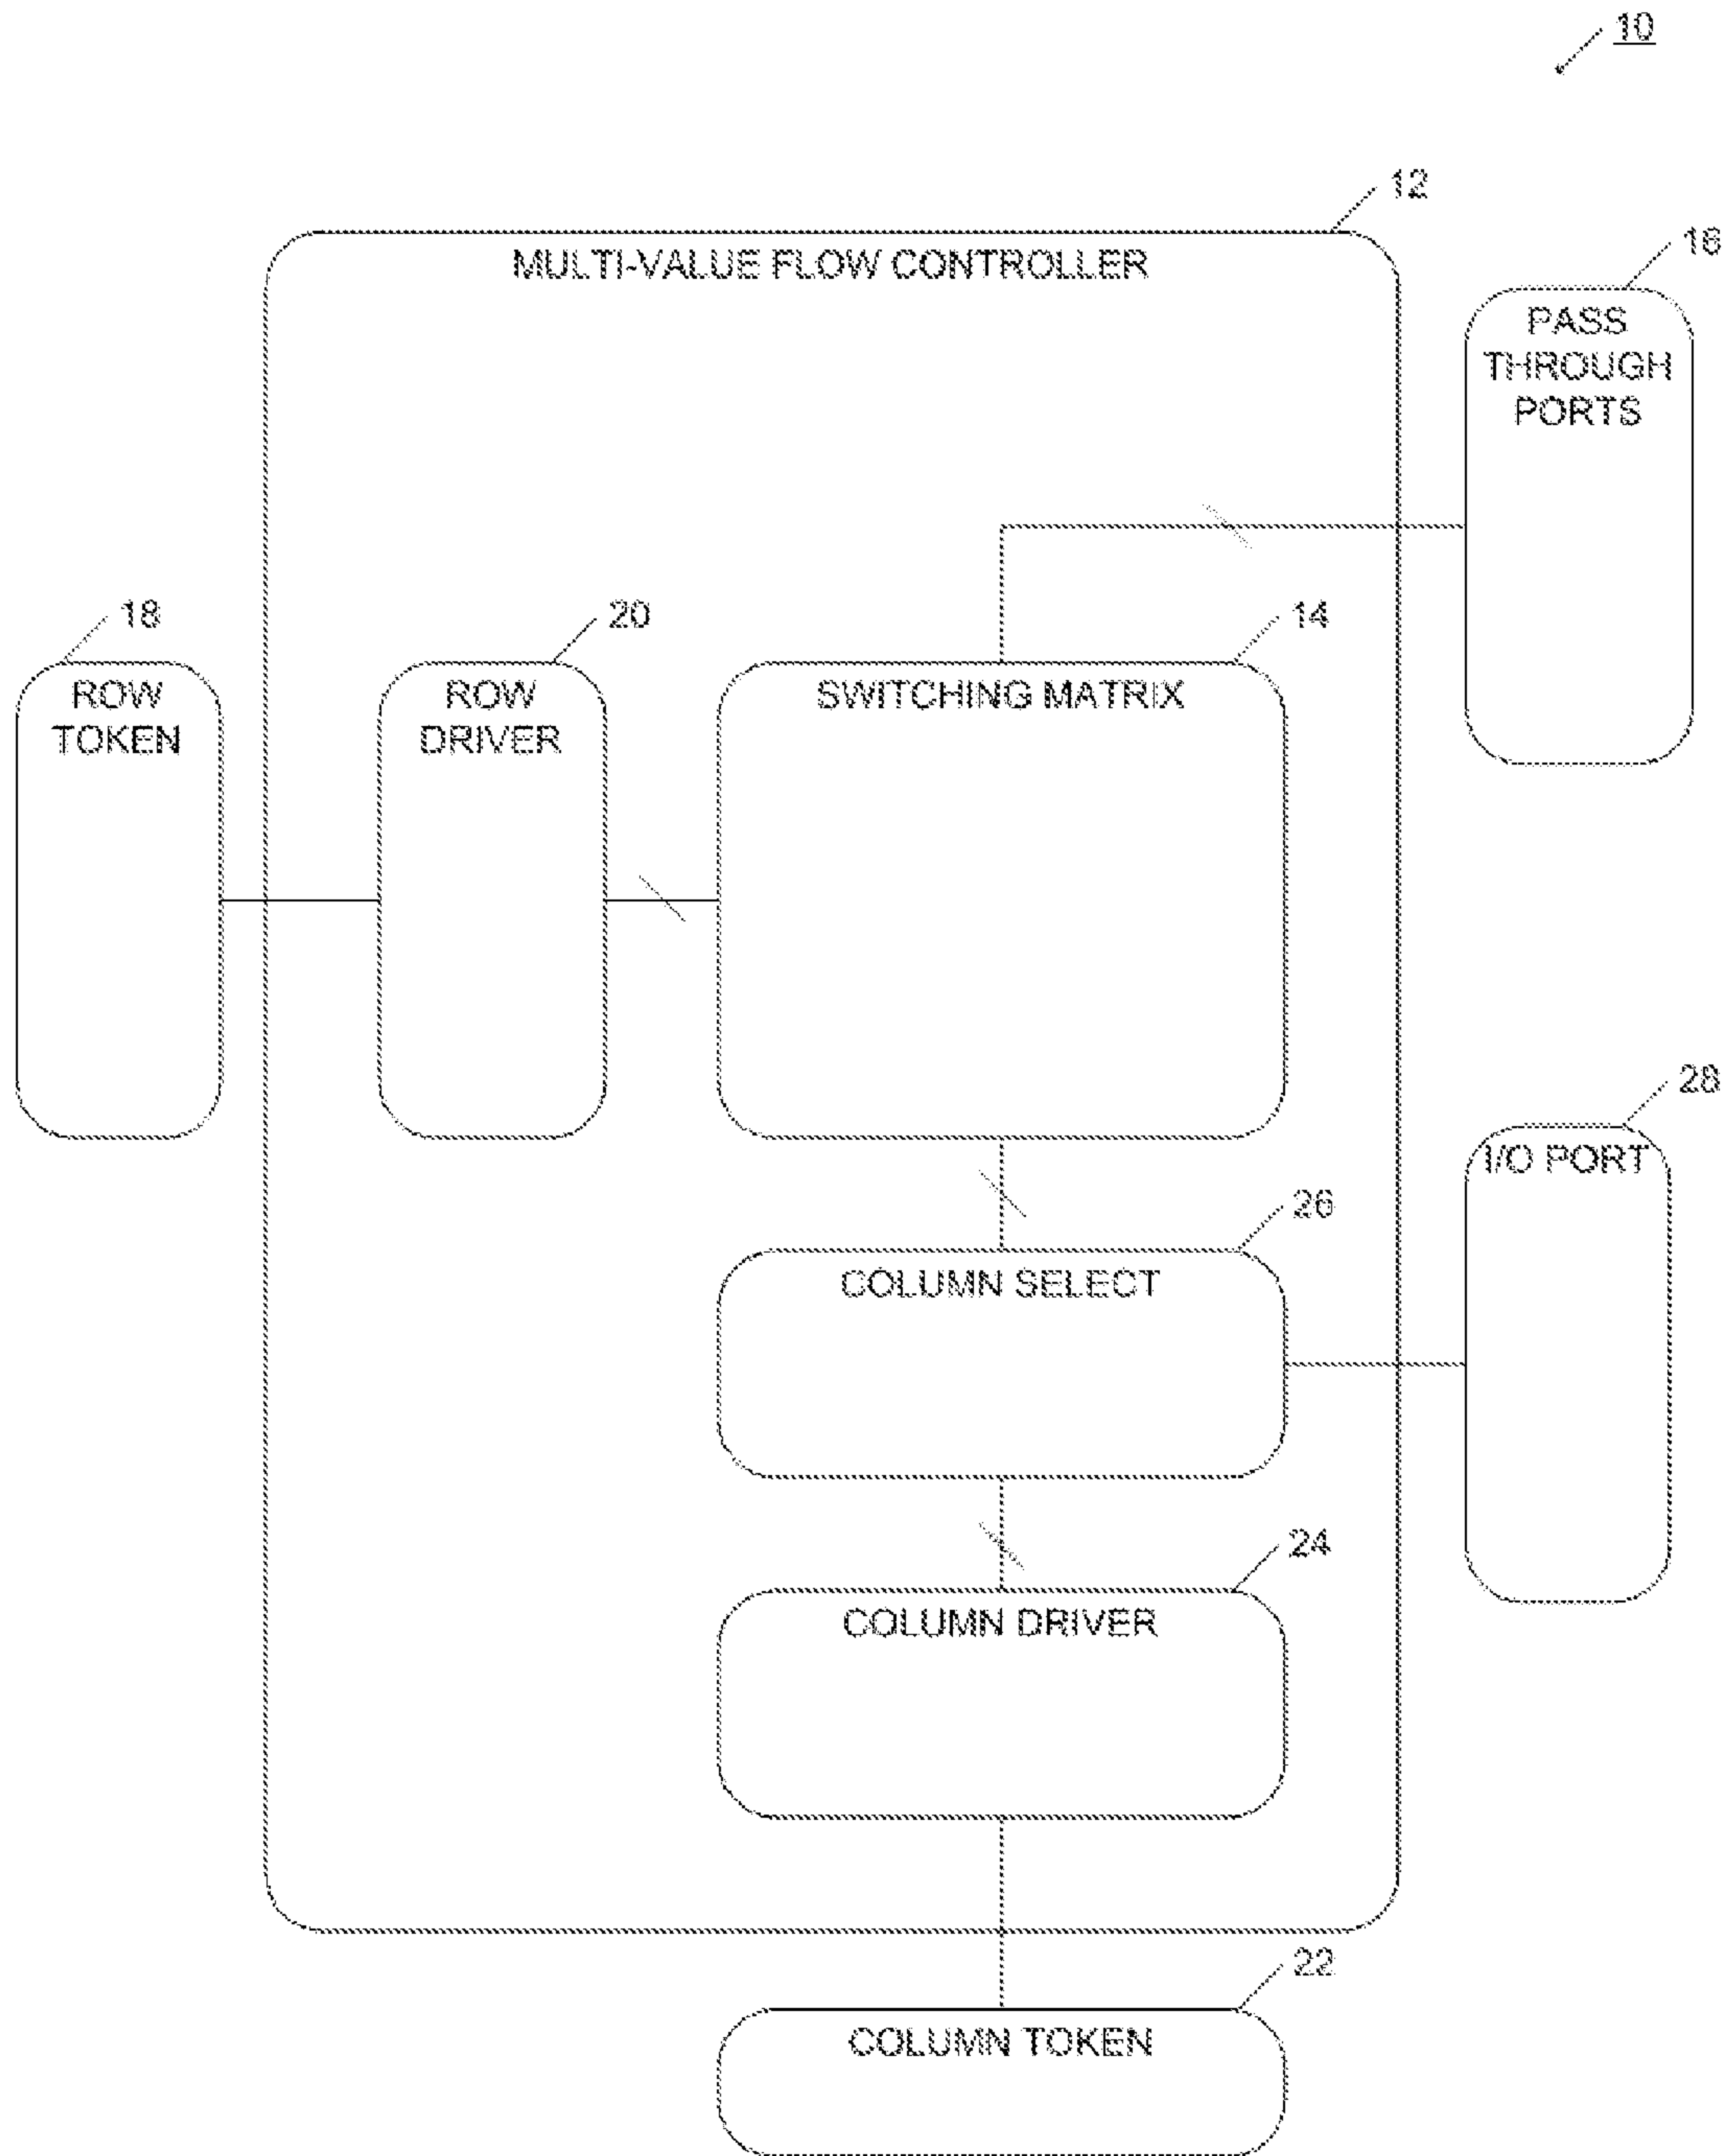 10
12
MULTI-VALUE FLOW CONTROLLER
16
PASS
THROUGH
PORTS
18
ROW
TOKEN
20
ROW
DRIVER
14
SWITCHING MATRIX
28
I/O PORT
26
COLUMN SELECT
24
COLUMN DRIVER
22
COLUMN TOKEN